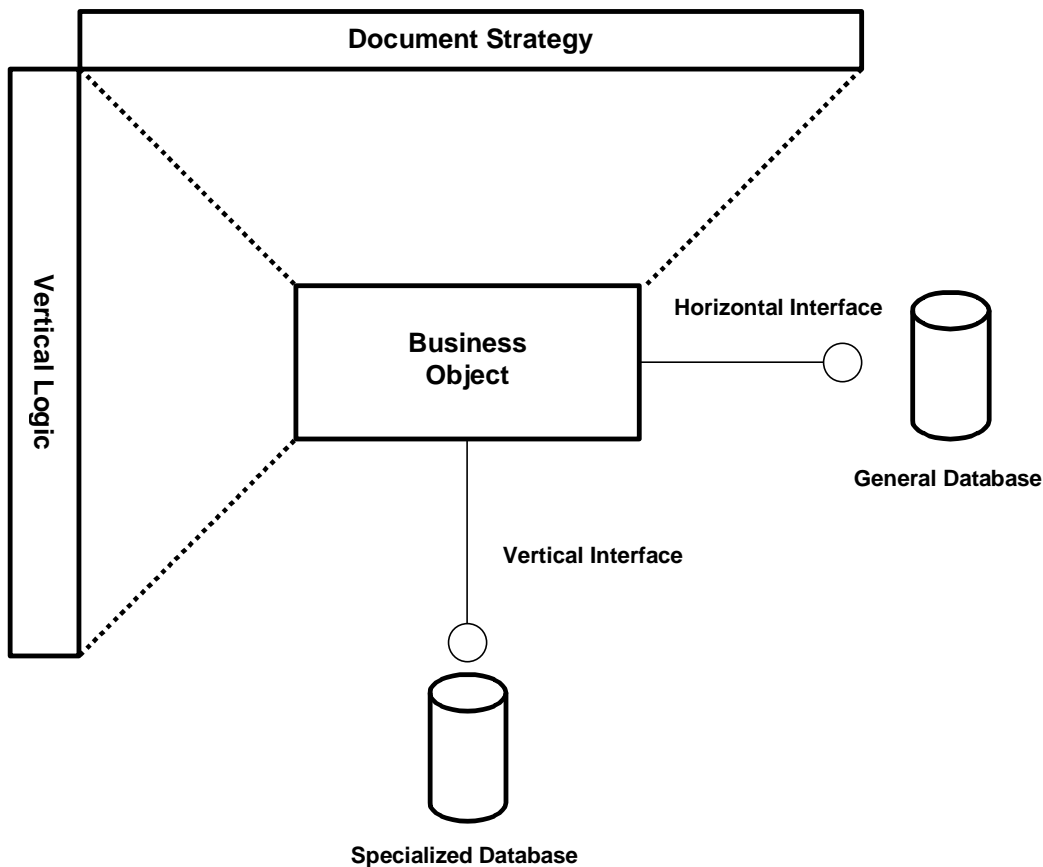 Document Strategy
Vertical Logic
Business
Object
Horizontal Interface
General Database
Vertical Interface
Specialized Database